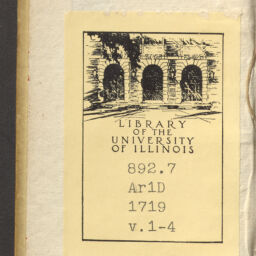 LIBRARY
OF THE
UNIVERSITY
OF ILLINOIS
892.7
Ar1D
1719
v.1-4